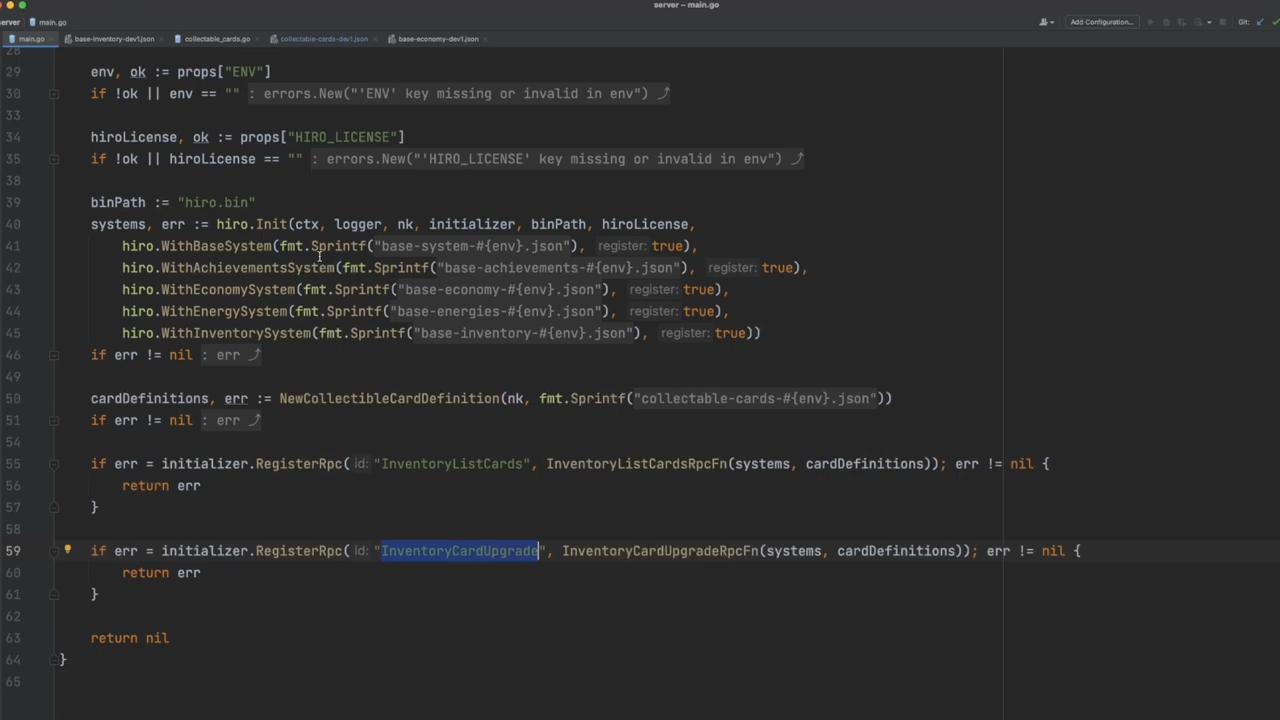 server – main.go
server
main.go
Add Configuration...
Git:
main.go
base-inventory-dev1.json
collectable_cards.go
collectable-cards-dev1.json
base-economy-dev1.json
28
29 env, ok := props["ENV"]
30 if !ok || env == "" : errors.New("'ENV' key missing or invalid in env")
33
34 hiroLicense, ok := props["HIRO_LICENSE"]
35 if !ok || hiroLicense == "" : errors.New("'HIRO_LICENSE' key missing or invalid in env")
38
39 binPath := "hiro.bin"
40 systems, err := hiro.Init(ctx, logger, nk, initializer, binPath, hiroLicense,
41 hiro.WithBaseSystem(fmt.Sprintf("base-system-#{env}.json"), register: true),
42 hiro.WithAchievementsSystem(fmt.Sprintf("base-achievements-#{env}.json"), register: true),
43 hiro.WithEconomySystem(fmt.Sprintf("base-economy-#{env}.json"), register: true),
44 hiro.WithEnergySystem(fmt.Sprintf("base-energies-#{env}.json"), register: true),
45 hiro.WithInventorySystem(fmt.Sprintf("base-inventory-#{env}.json"), register: true))
46 if err != nil : err
49
50 cardDefinitions, err := NewCollectibleCardDefinition(nk, fmt.Sprintf("collectable-cards-#{env}.json"))
51 if err != nil : err
54
55 if err = initializer.RegisterRpc( id: "InventoryListCards", InventoryListCardsRpcFn(systems, cardDefinitions)); err != nil {
56 return err
57 }
58
59 if err = initializer.RegisterRpc( id: "InventoryCardUpgrade", InventoryCardUpgradeRpcFn(systems, cardDefinitions)); err != nil {
60 return err
61 }
62
63 return nil
64 }
65